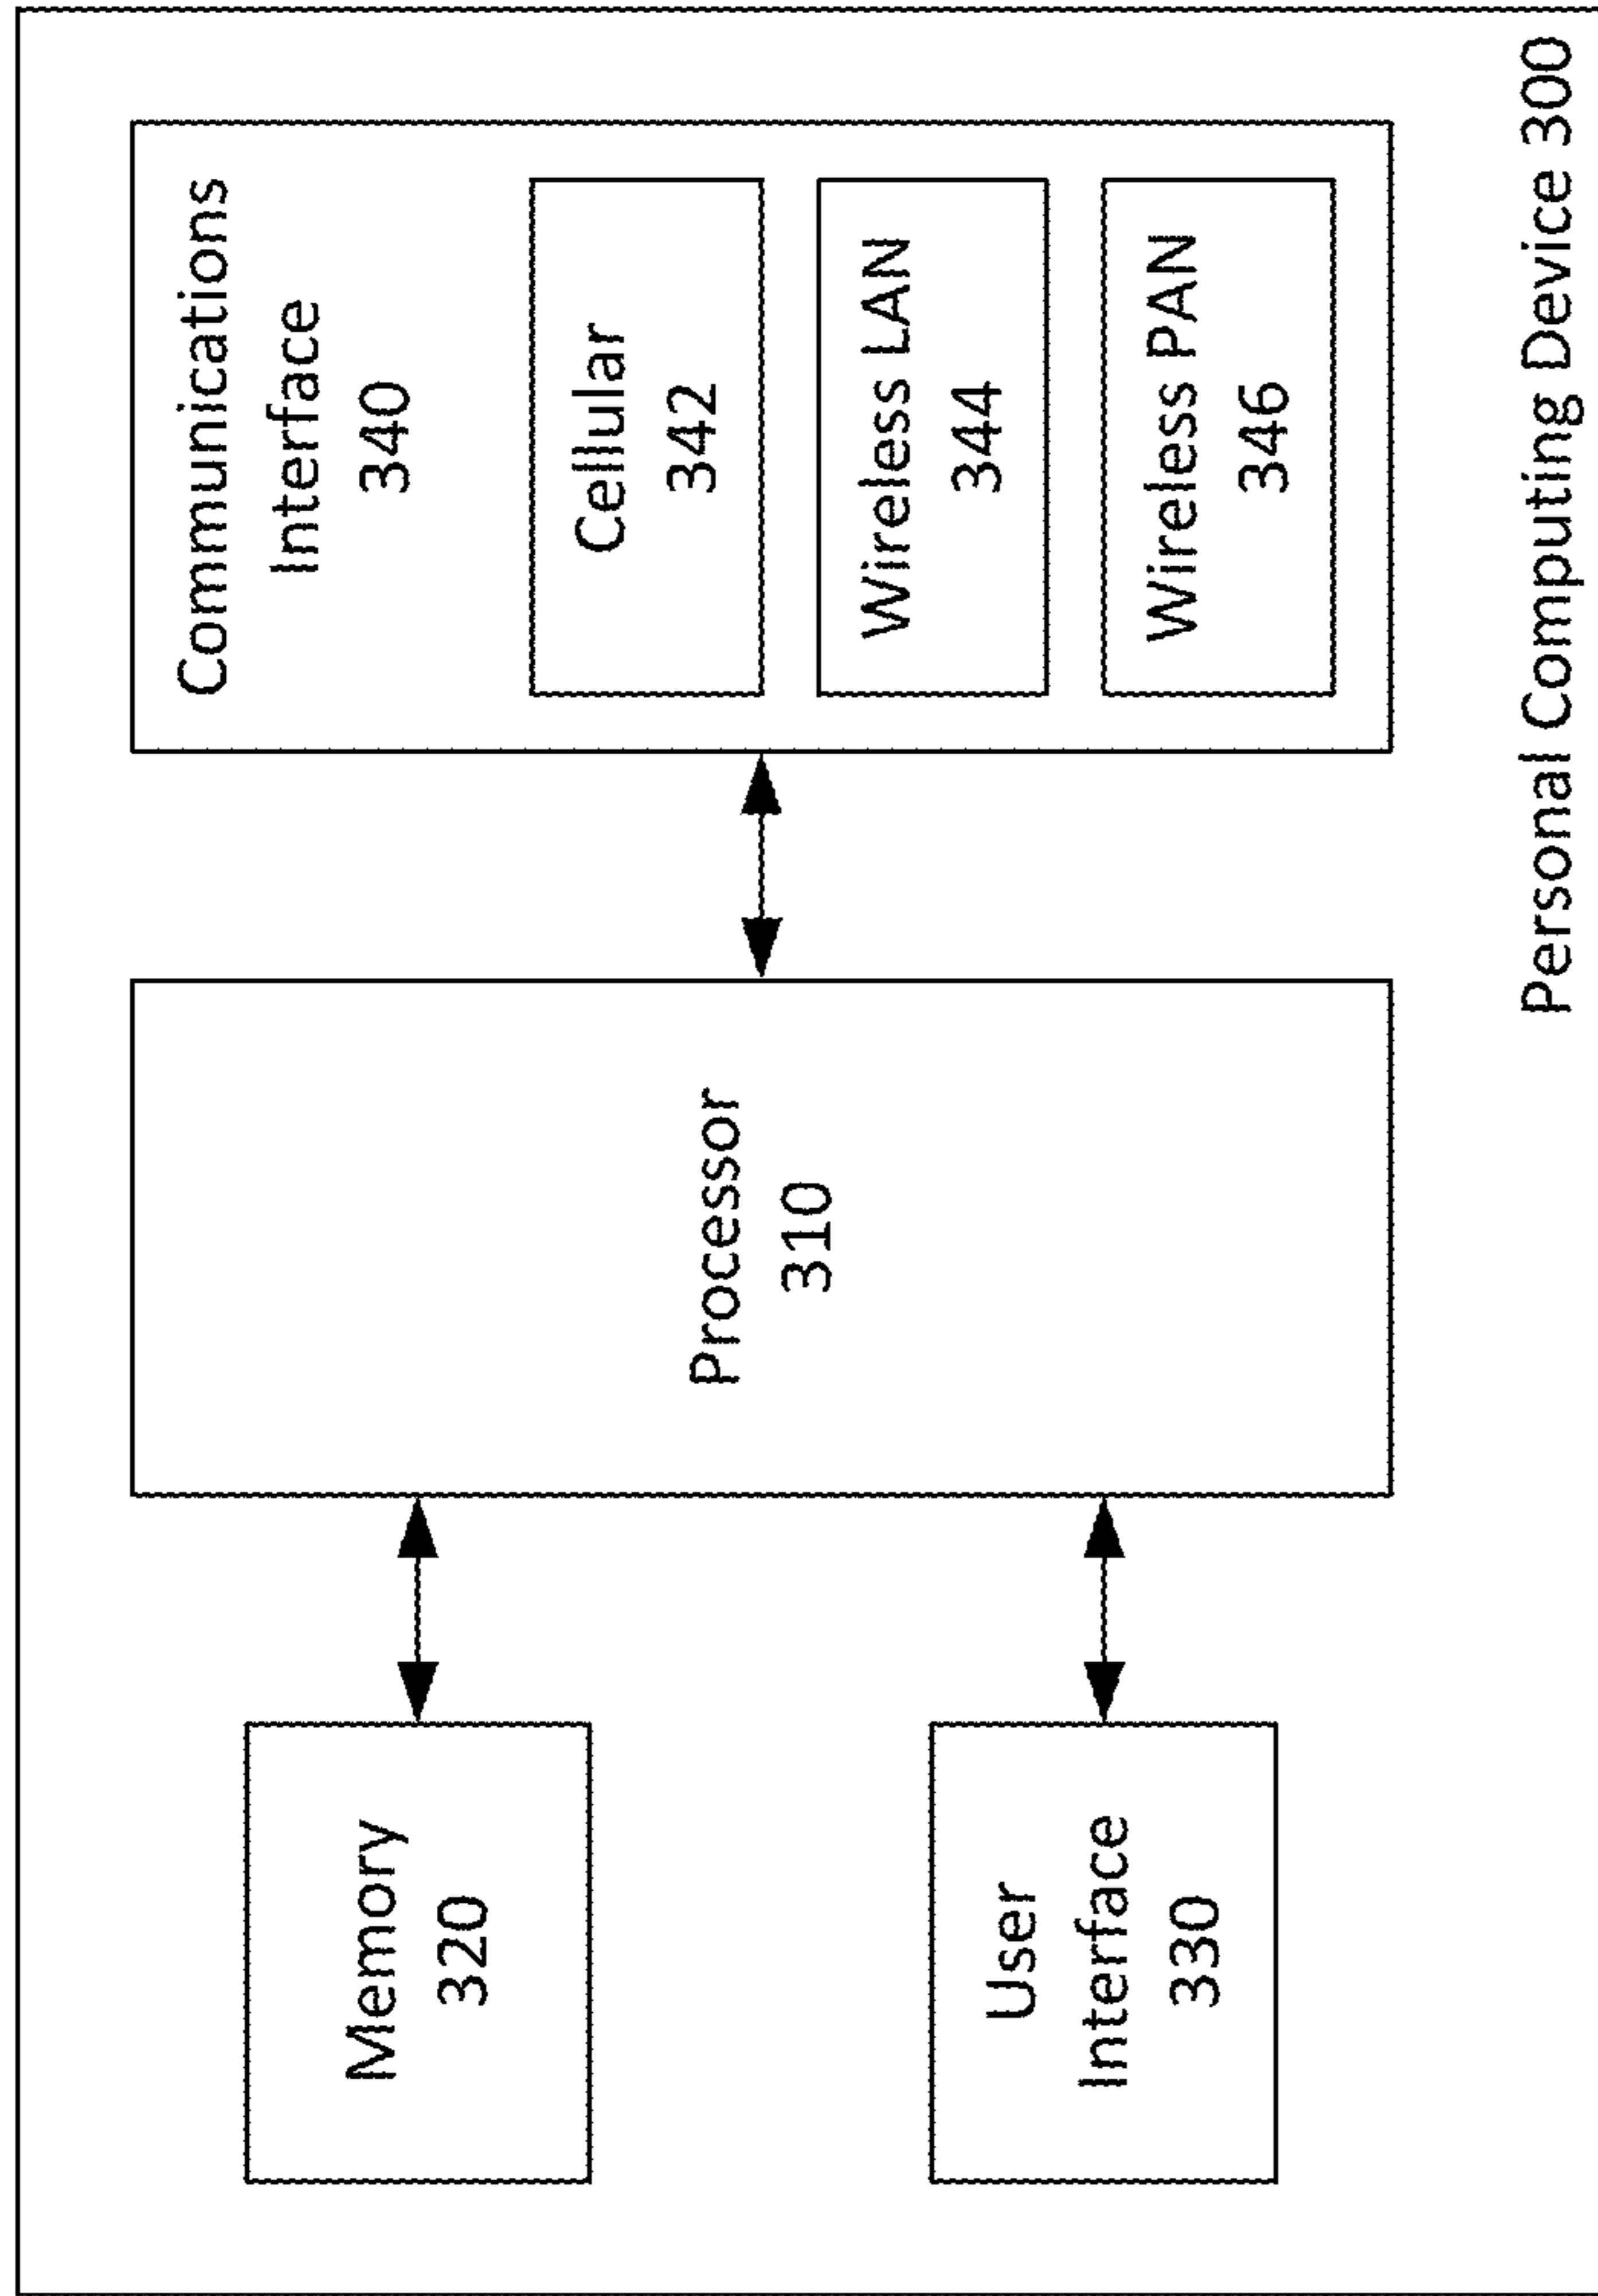 Memory
320
User
Interface
330
Processor
310
Communications
Interface
340
Cellular
342
Wireless LAN
344
Wireless PAN
346
Personal Computing Device 300